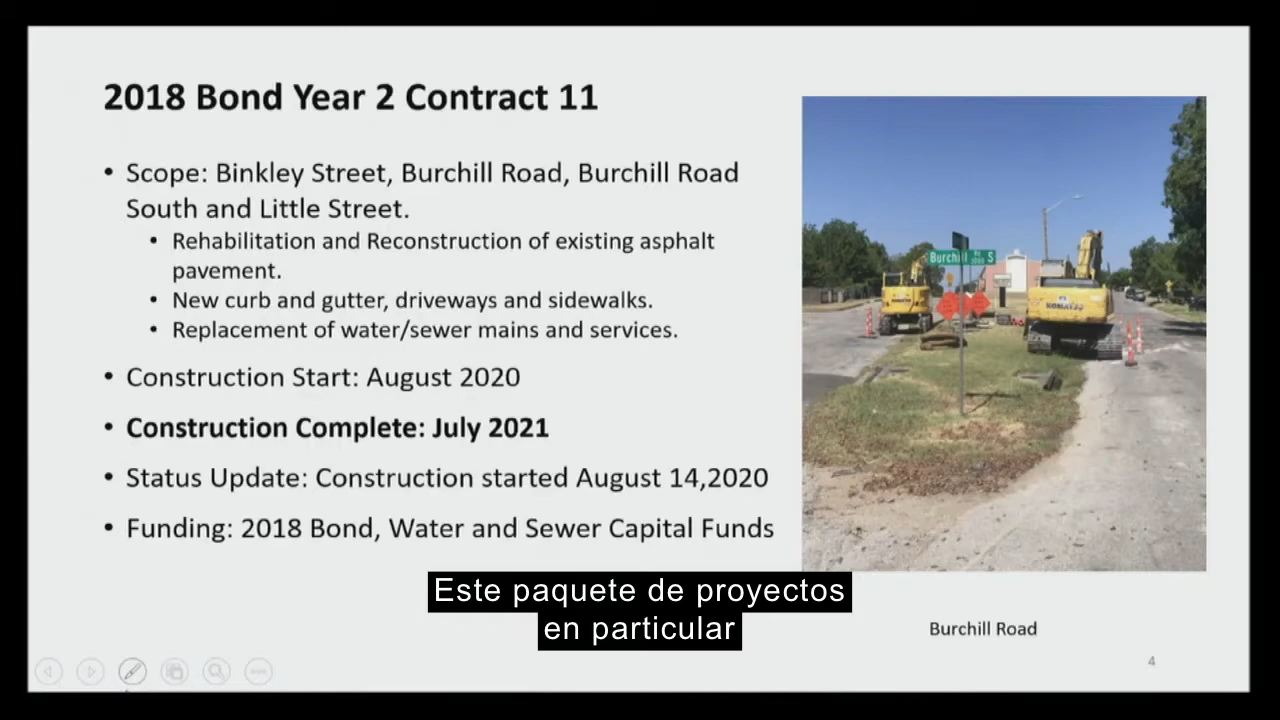 2018 Bond Year 2 Contract 11
• Scope: Binkley Street, Burchill Road, Burchill Road
South and Little Street.
• Rehabilitation and Reconstruction of existing asphalt
pavement.
• New curb and gutter, driveways and sidewalks.
• Replacement of water/sewer mains and services.
• Construction Start: August 2020
• Construction Complete: July 2021
• Status Update: Construction started August 14,2020
• Funding: 2018 Bond, Water and Sewer Capital Funds
Burchill Rd S
KOMATSU
Este paquete de proyectos
en particular
Burchill Road
4